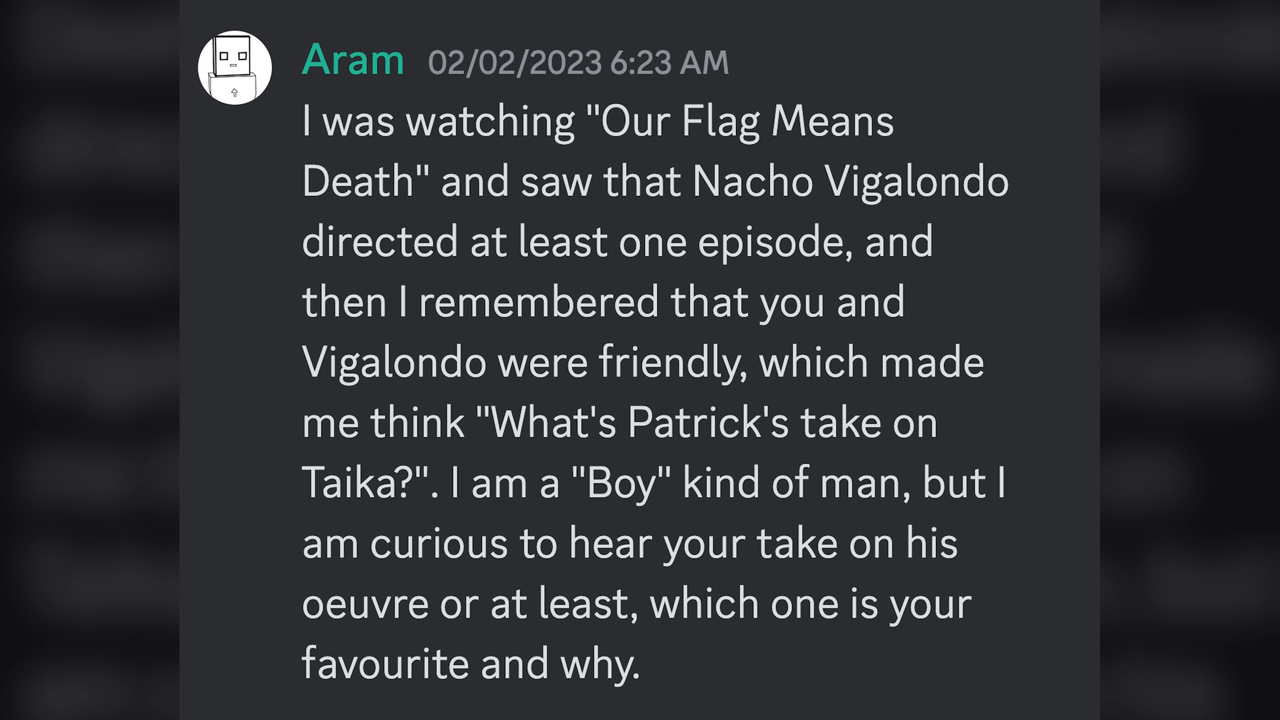 Aram 02/02/2023 6:23 AM
I was watching "Our Flag Means
Death" and saw that Nacho Vigalondo
directed at least one episode, and
then I remembered that you and
Vigalondo were friendly, which made
me think "What's Patrick's take on
Taika?". I am a "Boy" kind of man, but I
am curious to hear your take on his
oeuvre or at least, which one is your
favourite and why.